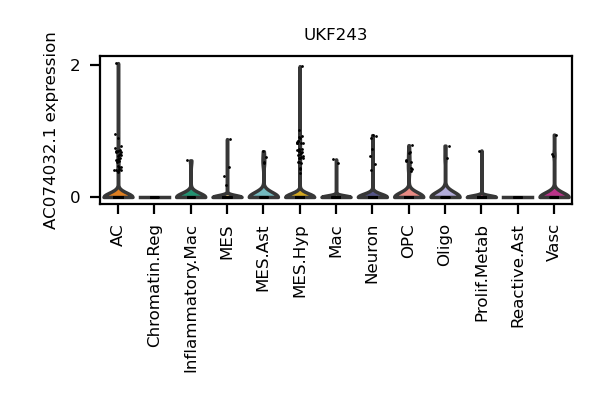 UKF243
AC074032.1 expression
2
0
AC
Chromatin.Reg
Inflammatory.Mac
MES
MES.Ast
MES.Hyp
Mac
Neuron
OPC
Oligo
Prolif.Metab
Reactive.Ast
Vasc